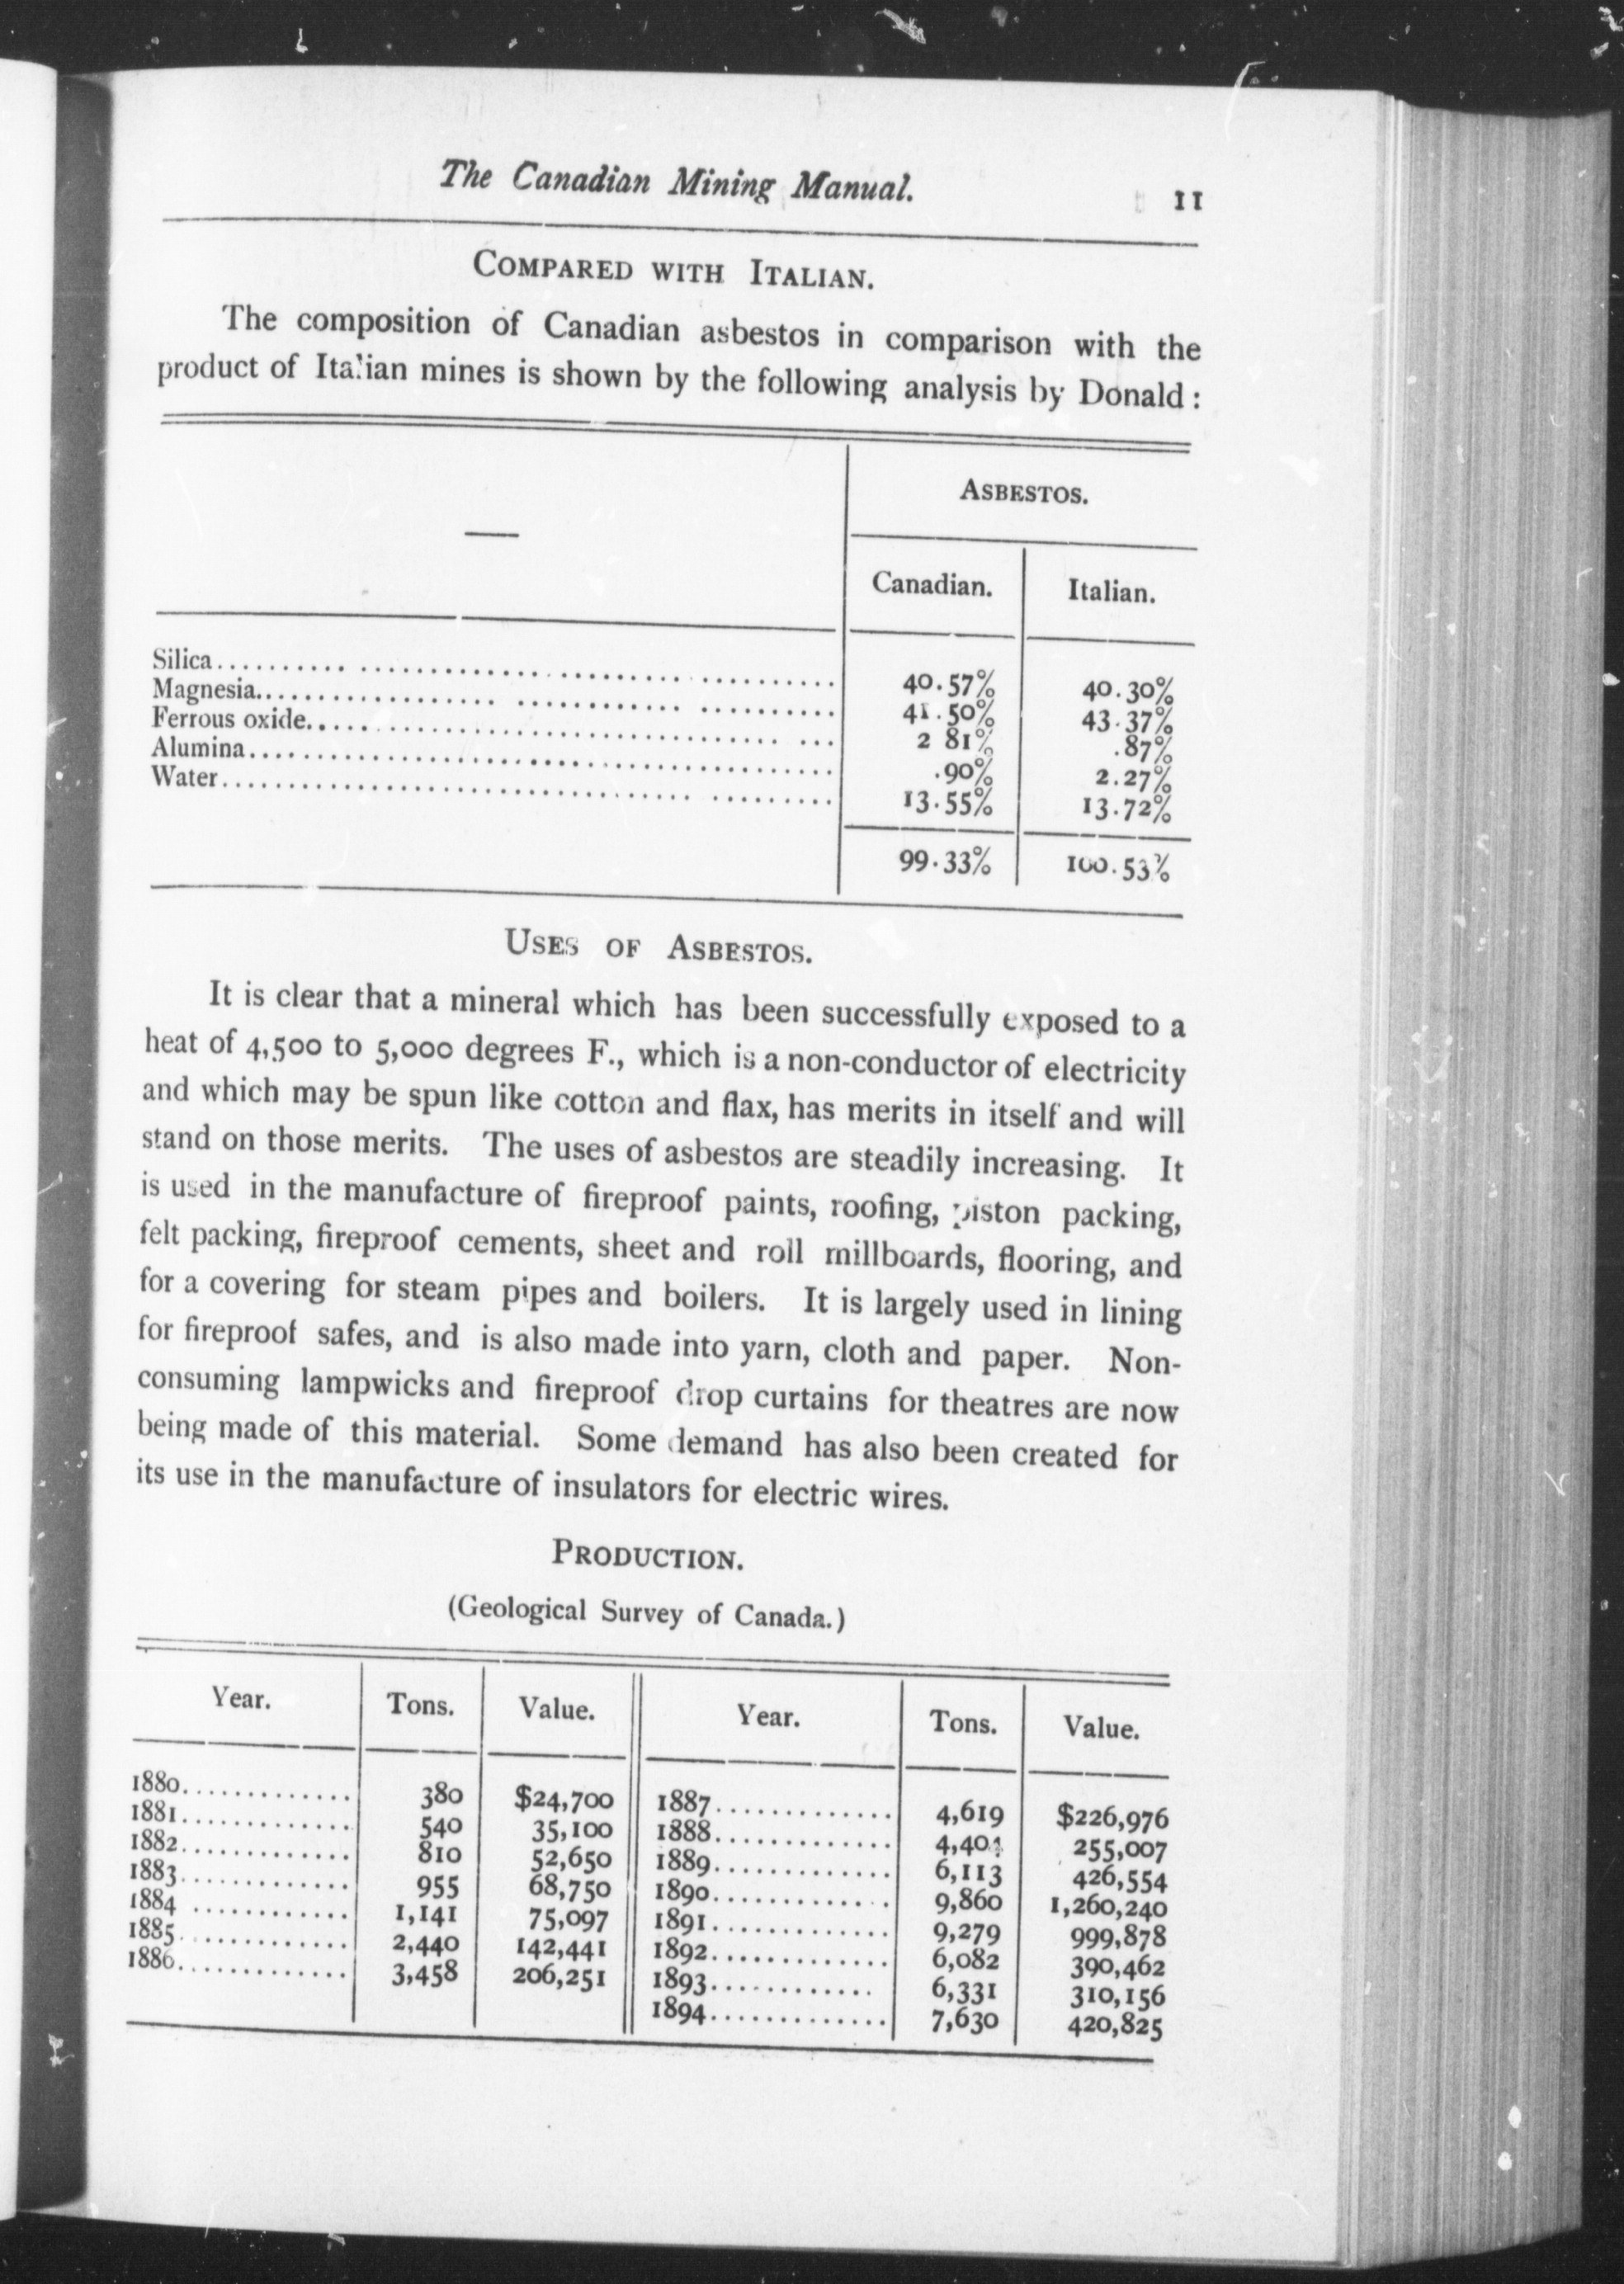 The Canadian Mining Manual. 11
COMPARED WITH ITALIAN.
The composition of Canadian asbestos in comparison with the
product of Italian mines is shown by the following analysis by Donald:
—
ASBESTOS.
Canadian. Italian.
Silica.......... 40.57% 40.30%
Magnesia.......... 41.50% 43.37%
Ferrous oxide.......... 2 81% .87%
Alumina.......... .90% 2.27%
Water.......... 13.55% 13.72%
99.33% 100.53%
USES OF ASBESTOS.
It is clear that a mineral which has been successfully exposed to a
heat of 4,500 to 5,000 degrees F., which is a non-conductor of electricity
and which may be spun like cotton and flax, has merits in itself and will
stand on those merits. The uses of asbestos are steadily increasing. It
is used in the manufacture of fireproof paints, roofing, piston packing,
felt packing, fireproof cements, sheet and roll millboards, flooring, and
for a covering for steam pipes and boilers. It is largely used in lining
for fireproof safes, and is also made into yarn, cloth and paper. Non-
consuming lampwicks and fireproof drop curtains for theatres are now
being made of this material. Some demand has also been created for
its use in the manufacture of insulators for electric wires.
PRODUCTION.
(Geological Survey of Canada.)
Year. Tons. Value. Year. Tons. Value.
1880............. 380 $24,700 1887............. 4,619 $226,976
1881............. 540 35,100 1888............. 4,404 255,007
1882............. 810 52,650 1889............. 6,113 426,554
1883............. 955 68,750 1890............. 9,860 1,260,240
1884 ............ 1,141 75,097 1891............. 9,279 999,878
1885............. 2,440 142,441 1892............. 6,082 390,462
1886............. 3,458 206,251 1893............. 6,331 310,156
1894............. 7,630 420,825